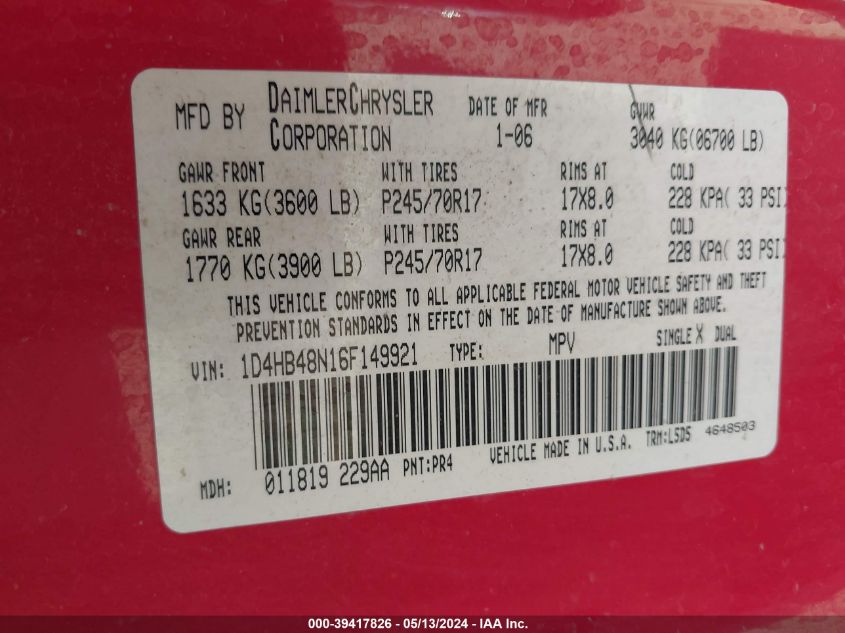 MFD BY DAIMLERCHRYSLER CORPORATION DATE OF MFR 1-06 GVWR 3040 KG(06700 LB)
GAWR FRONT WITH TIRES RIMS AT COLD
1633 KG(3600 LB) P245/70R17 17X8.0 228 KPA( 33 PSI)
GAWR REAR WITH TIRES RIMS AT COLD
1770 KG(3900 LB) P245/70R17 17X8.0 228 KPA( 33 PSI)
THIS VEHICLE CONFORMS TO ALL APPLICABLE FEDERAL MOTOR VEHICLE SAFETY AND THEFT
PREVENTION STANDARDS IN EFFECT ON THE DATE OF MANUFACTURE SHOWN ABOVE.
VIN: 1D4HB48N16F149921 TYPE: MPV SINGLE X DUAL
MDH: 011819 229AA PNT:PR4 VEHICLE MADE IN U.S.A. TRM:L5D5 4648503
000-39417826 - 05/13/2024 - IAA Inc.